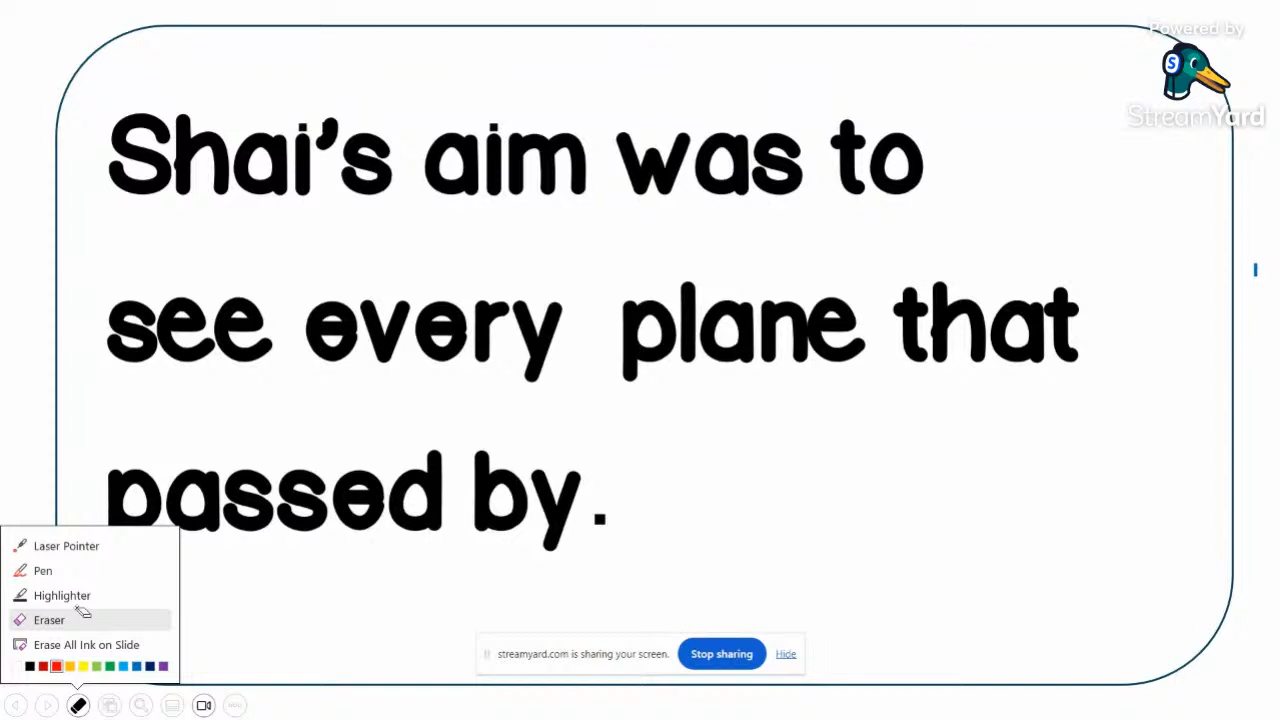 Powered by
StreamYard
Shai's aim was to
see every plane that
passed by.
Laser Pointer
Pen
Highlighter
Eraser
Erase All Ink on Slide
streamyard.com is sharing your screen.
Stop sharing
Hide